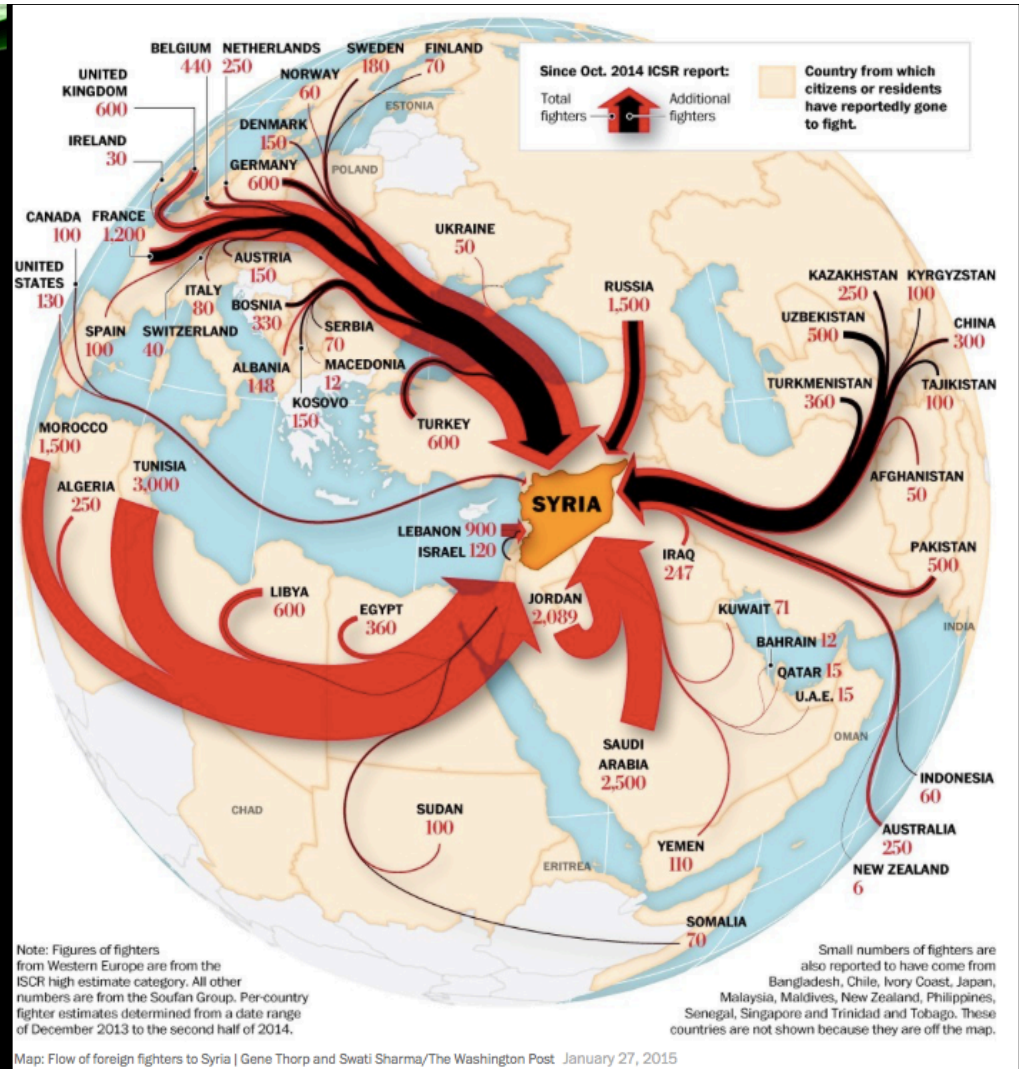 BELGIUM
440
NETHERLANDS
250
SWEDEN
180
FINLAND
70
NORWAY
60
UNITED
KINGDOM
600
ESTONIA
DENMARK
150
IRELAND
30
GERMANY
600
POLAND
Since Oct. 2014 ICSR report:
Total
fighters
Additional
fighters
Country from which
citizens or residents
have reportedly gone
to fight.
CANADA
100
FRANCE
1,200
UNITED
STATES
130
AUSTRIA
150
ITALY
80
BOSNIA
330
SPAIN
100
SWITZERLAND
40
SERBIA
70
ALBANIA
148
MACEDONIA
12
KOSOVO
150
UKRAINE
50
RUSSIA
1,500
KAZAKHSTAN
250
KYRGYZSTAN
100
UZBEKISTAN
500
CHINA
300
TURKMENISTAN
360
TAJIKISTAN
100
TURKEY
600
MOROCCO
1,500
TUNISIA
3,000
ALGERIA
250
AFGHANISTAN
50
SYRIA
LEBANON 900
ISRAEL 120
IRAQ
247
PAKISTAN
500
LIBYA
600
EGYPT
360
JORDAN
2,089
KUWAIT 71
INDIA
BAHRAIN 12
QATAR 15
U.A.E. 15
OMAN
SAUDI
ARABIA
2,500
INDONESIA
60
CHAD
SUDAN
100
AUSTRALIA
250
YEMEN
110
ERITREA
NEW ZEALAND
6
SOMALIA
70
Note: Figures of fighters
from Western Europe are from the
ISCR high estimate category. All other
numbers are from the Soufan Group. Per-country
fighter estimates determined from a date range
of December 2013 to the second half of 2014.
Small numbers of fighters are
also reported to have come from
Bangladesh, Chile, Ivory Coast, Japan,
Malaysia, Maldives, New Zealand, Philippines,
Senegal, Singapore and Trinidad and Tobago. These
countries are not shown because they are off the map.
Map: Flow of foreign fighters to Syria | Gene Thorp and Swati Sharma/The Washington Post January 27, 2015